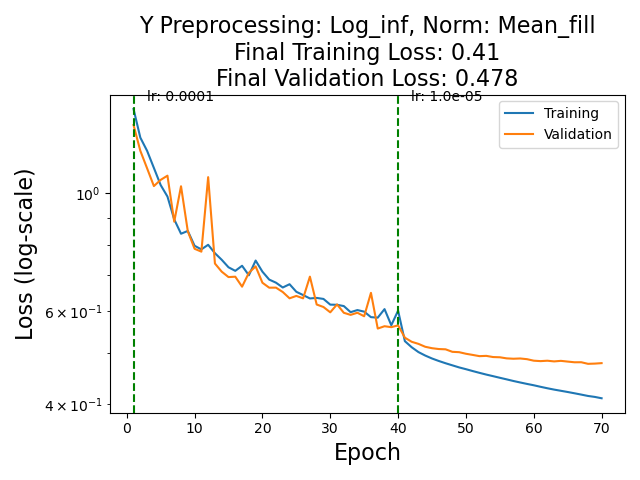 Y Preprocessing: Log_inf, Norm: Mean_fill
Final Training Loss: 0.41
Final Validation Loss: 0.478
lr: 0.0001
lr: 1.0e-05
Training
Validation
Loss (log-scale)
10⁰
6 × 10⁻¹
4 × 10⁻¹
0 10 20 30 40 50 60 70
Epoch